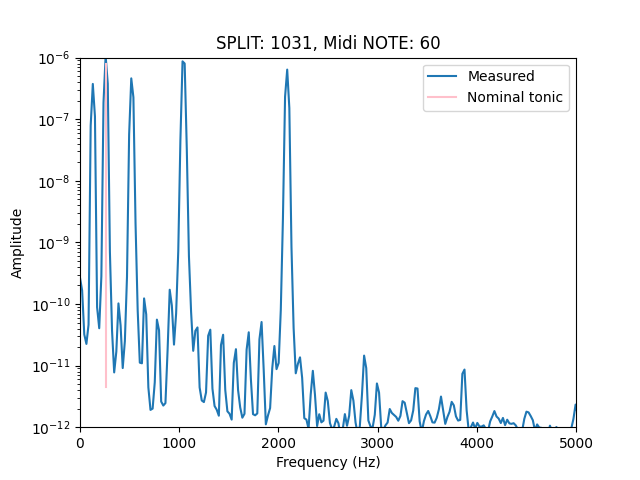 SPLIT: 1031, Midi NOTE: 60
Measured
Nominal tonic
Amplitude
10⁻⁶
10⁻⁷
10⁻⁸
10⁻⁹
10⁻¹⁰
10⁻¹¹
10⁻¹²
0 1000 2000 3000 4000 5000
Frequency (Hz)